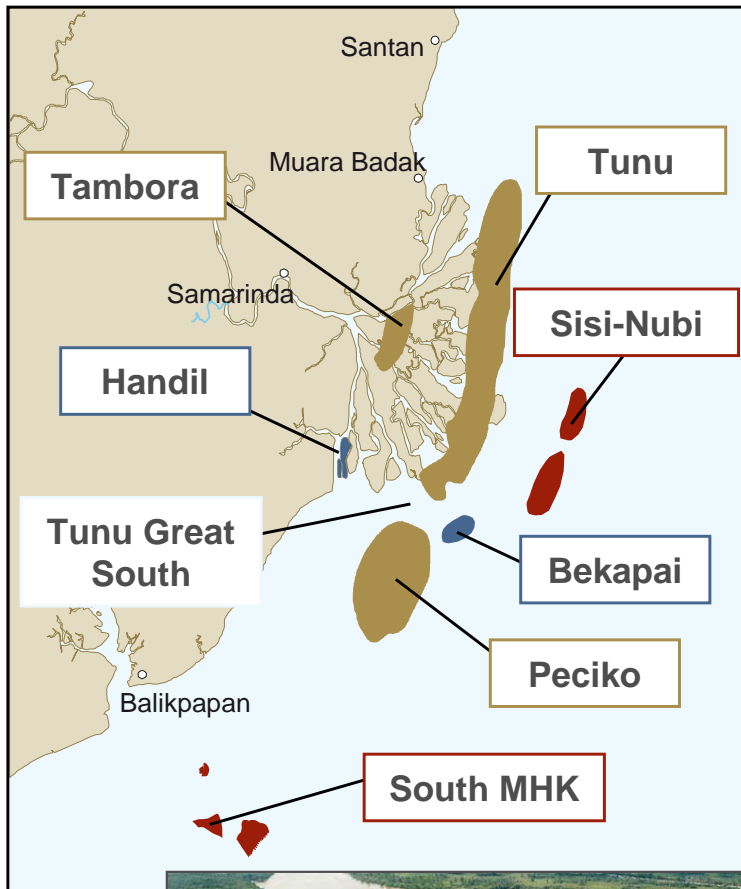 Santan
Muara Badak
Tunu
Tambora
Samarinda
Sisi-Nubi
Handil
Tunu Great
South
Bekapai
Peciko
Balikpapan
South MHK